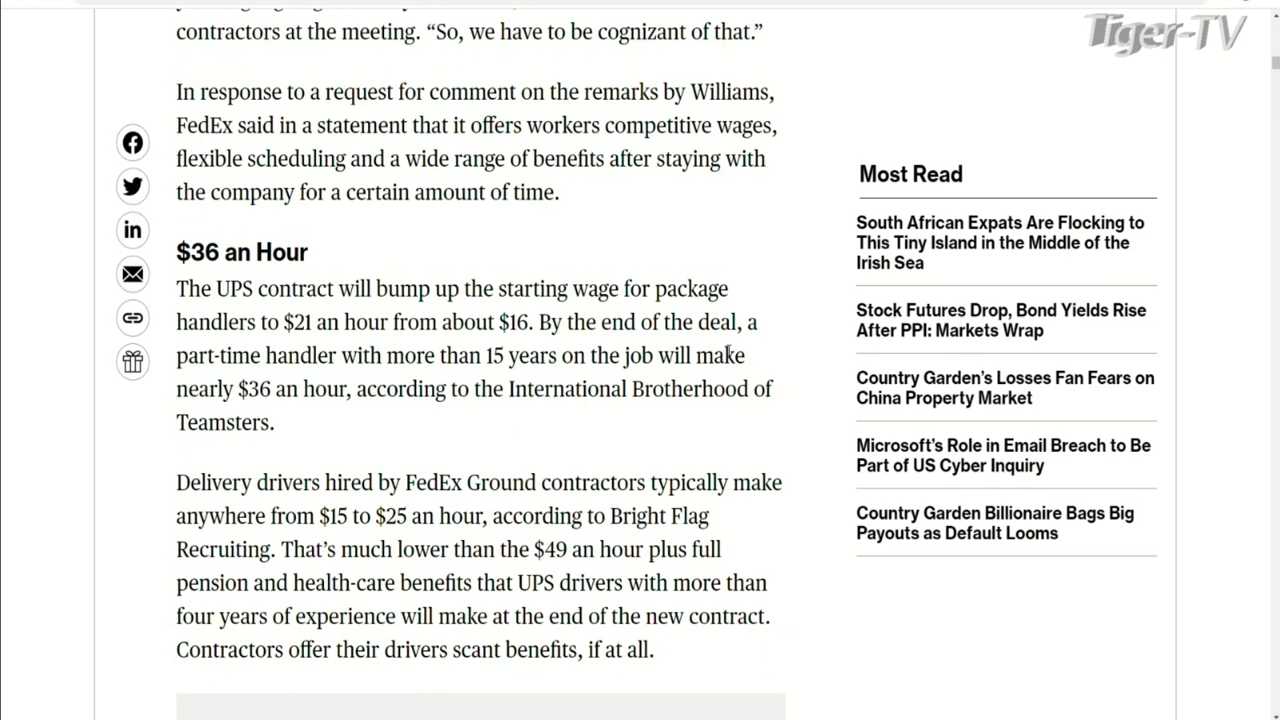 Tiger-TV
contractors at the meeting. “So, we have to be cognizant of that.”
In response to a request for comment on the remarks by Williams,
FedEx said in a statement that it offers workers competitive wages,
flexible scheduling and a wide range of benefits after staying with
the company for a certain amount of time.
$36 an Hour
The UPS contract will bump up the starting wage for package
handlers to $21 an hour from about $16. By the end of the deal, a
part-time handler with more than 15 years on the job will make
nearly $36 an hour, according to the International Brotherhood of
Teamsters.
Delivery drivers hired by FedEx Ground contractors typically make
anywhere from $15 to $25 an hour, according to Bright Flag
Recruiting. That’s much lower than the $49 an hour plus full
pension and health-care benefits that UPS drivers with more than
four years of experience will make at the end of the new contract.
Contractors offer their drivers scant benefits, if at all.
Most Read
South African Expats Are Flocking to
This Tiny Island in the Middle of the
Irish Sea
Stock Futures Drop, Bond Yields Rise
After PPI: Markets Wrap
Country Garden’s Losses Fan Fears on
China Property Market
Microsoft’s Role in Email Breach to Be
Part of US Cyber Inquiry
Country Garden Billionaire Bags Big
Payouts as Default Looms